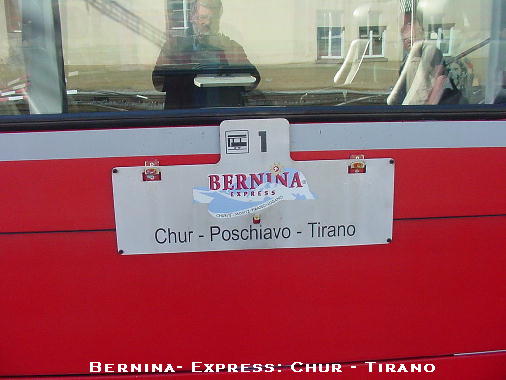 1
BERNINA
EXPRESS
Chur - Poschiavo - Tirano
Bernina- Express: Chur - Tirano